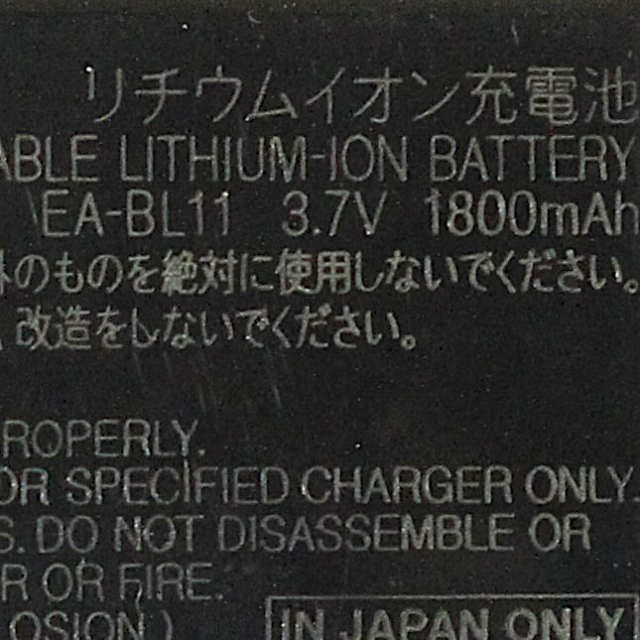 リチウムイオン充電池
ABLE LITHIUM-ION BATTERY
EA-BL11 3.7V 1800mAh
外のものを絶対に使用しないでください。
改造をしないでください。
ROPERLY.
OR SPECIFIED CHARGER ONLY.
S. DO NOT DISASSEMBLE OR
R OR FIRE.
OSION.)
IN JAPAN ONLY